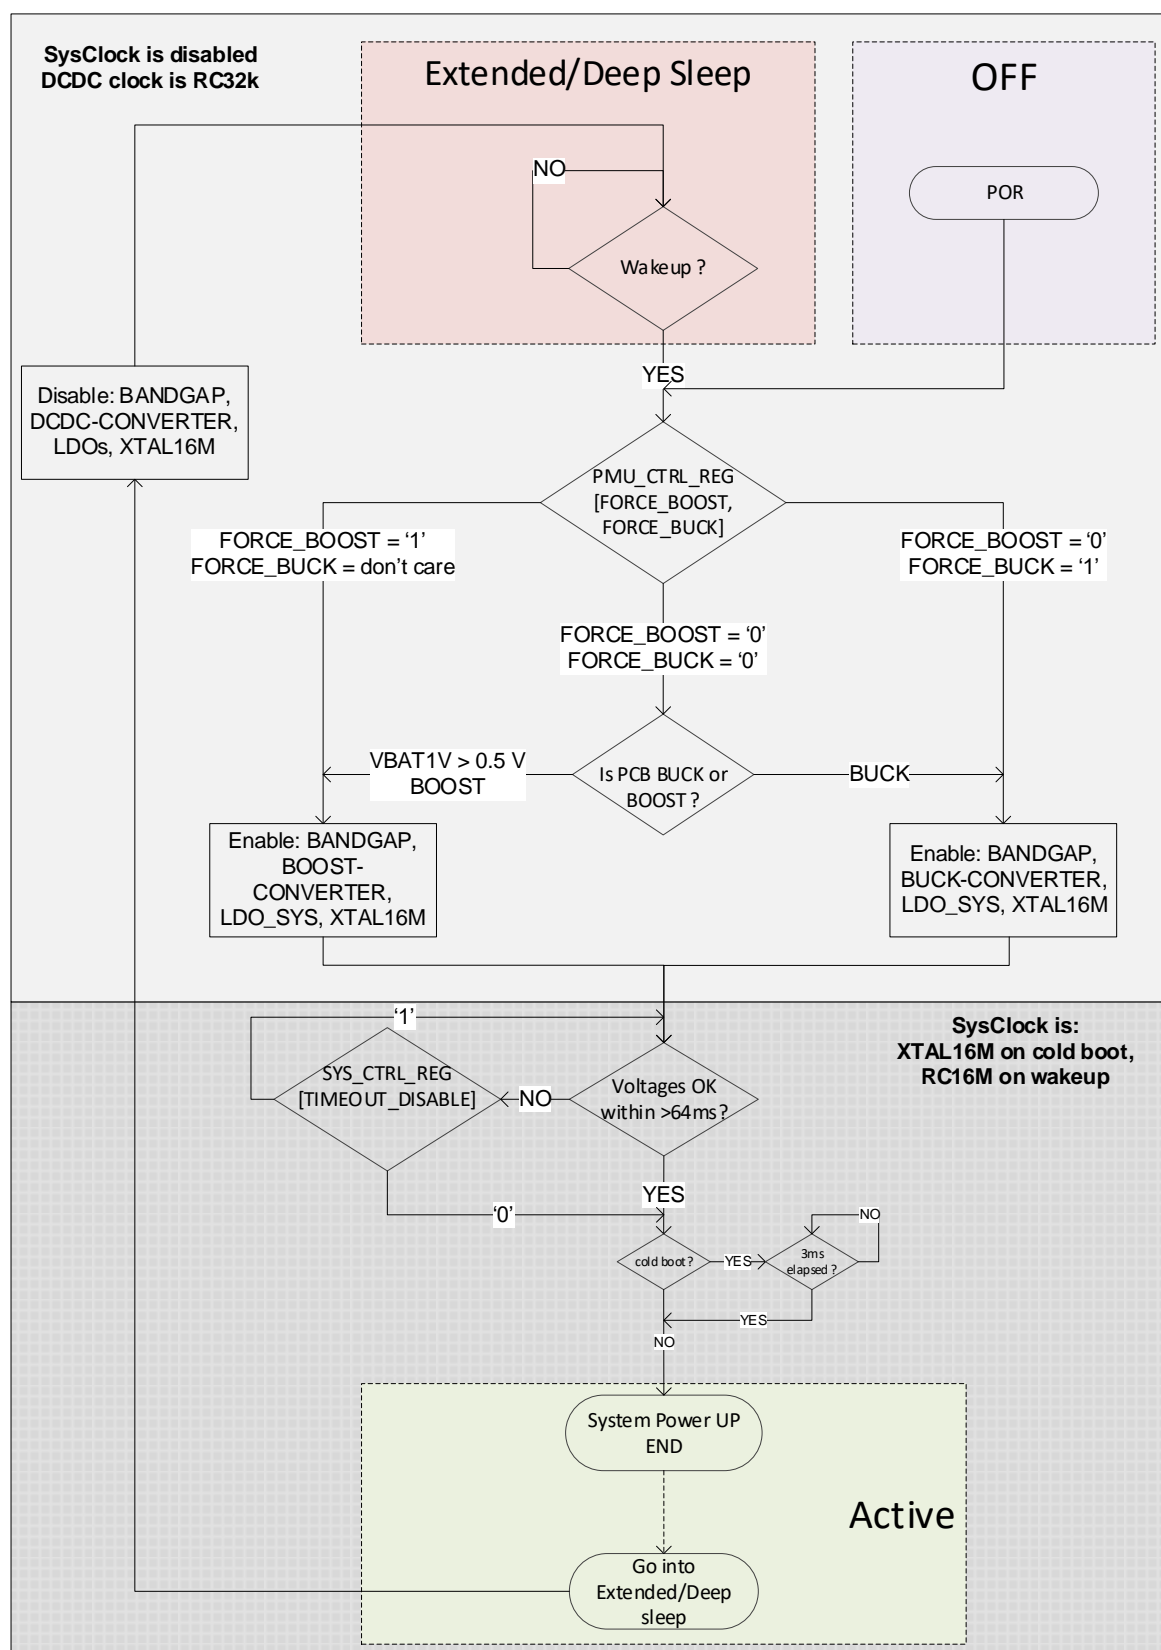 SysClock is disabled
DCDC clock is RC32k
Extended/Deep Sleep
OFF
NO
POR
Wakeup ?
YES
Disable: BANDGAP,
DCDC-CONVERTER,
LDOs, XTAL16M
PMU_CTRL_REG
[FORCE_BOOST,
FORCE_BUCK]
FORCE_BOOST = ‘1’
FORCE_BUCK = don’t care
FORCE_BOOST = ‘0’
FORCE_BUCK = ‘1’
FORCE_BOOST = ‘0’
FORCE_BUCK = ‘0’
VBAT1V > 0.5 V
BOOST
Is PCB BUCK or
BOOST ?
BUCK
Enable: BANDGAP,
BOOST-
CONVERTER,
LDO_SYS, XTAL16M
Enable: BANDGAP,
BUCK-CONVERTER,
LDO_SYS, XTAL16M
‘1’
SysClock is:
XTAL16M on cold boot,
RC16M on wakeup
SYS_CTRL_REG
[TIMEOUT_DISABLE]
NO
Voltages OK
within >64ms?
YES
‘0’
cold boot?
YES
3ms
elapsed ?
NO
YES
NO
System Power UP
END
Active
Go into
Extended/Deep
sleep